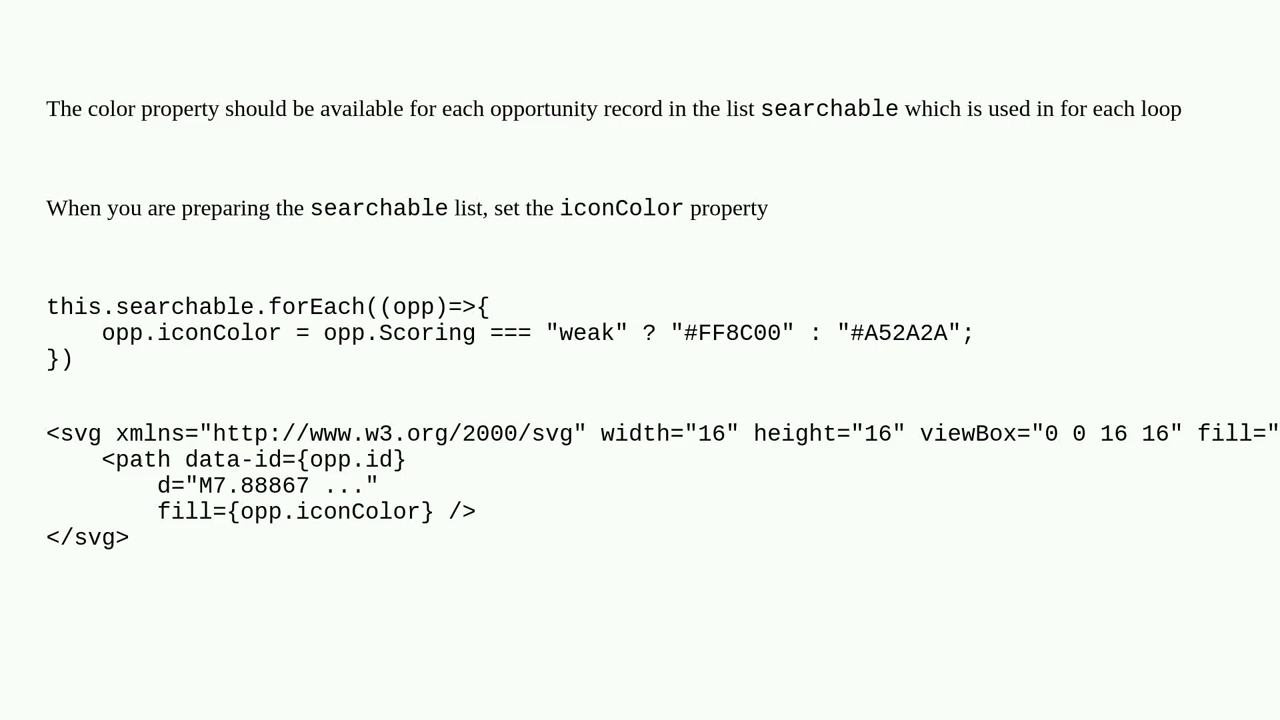 The color property should be available for each opportunity record in the list searchable which is used in for each loop
When you are preparing the searchable list, set the iconColor property
this.searchable.forEach((opp)=>{
    opp.iconColor = opp.Scoring === "weak" ? "#FF8C00" : "#A52A2A";
})
<svg xmlns="http://www.w3.org/2000/svg" width="16" height="16" viewBox="0 0 16 16" fill="
    <path data-id={opp.id}
        d="M7.88867 ..."
        fill={opp.iconColor} />
</svg>